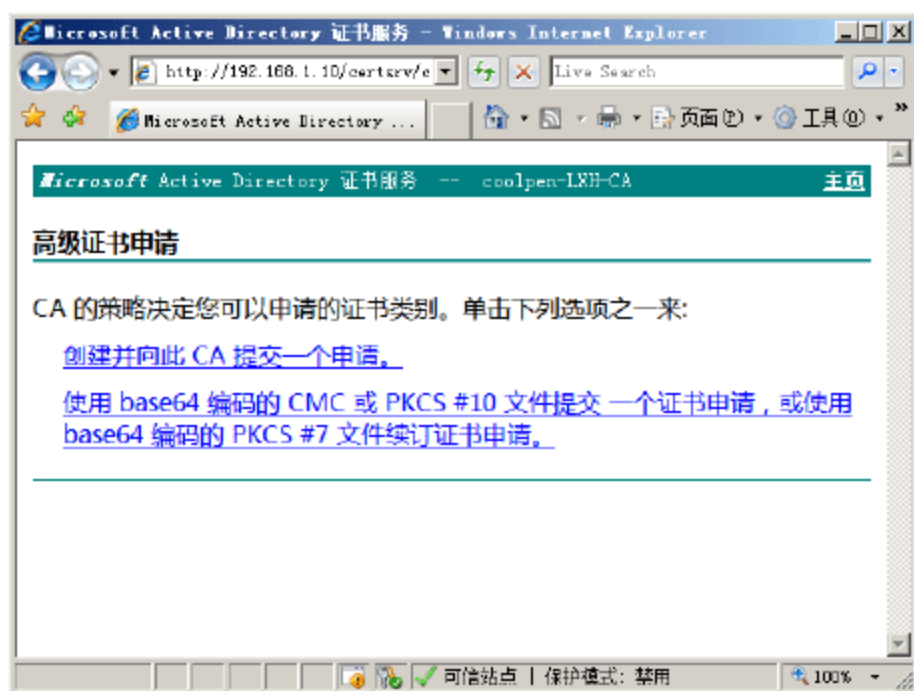 Microsoft Active Directory 证书服务 - Windows Internet Explorer
http://192.168.1.10/certsrv/c Live Search
Microsoft Active Directory ... 页面(P) 工具(O) »
Microsoft Active Directory 证书服务 -- coolpen-LXH-CA 主页
高级证书申请
CA 的策略决定您可以申请的证书类别。单击下列选项之一来:
创建并向此 CA 提交一个申请。
使用 base64 编码的 CMC 或 PKCS #10 文件提交 一个证书申请，或使用
base64 编码的 PKCS #7 文件续订证书申请。
可信站点 | 保护模式: 禁用 100%